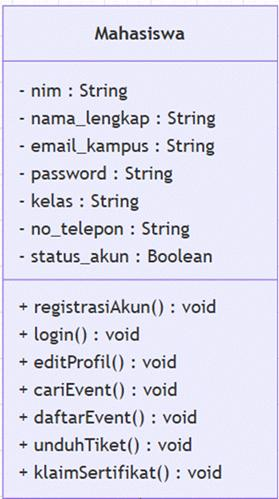 Mahasiswa
- nim : String
- nama_lengkap : String
- email_kampus : String
- password : String
- kelas : String
- no_telepon : String
- status_akun : Boolean
+ registrasiAkun() : void
+ login() : void
+ editProfil() : void
+ cariEvent() : void
+ daftarEvent() : void
+ unduhTiket() : void
+ klaimSertifikat() : void